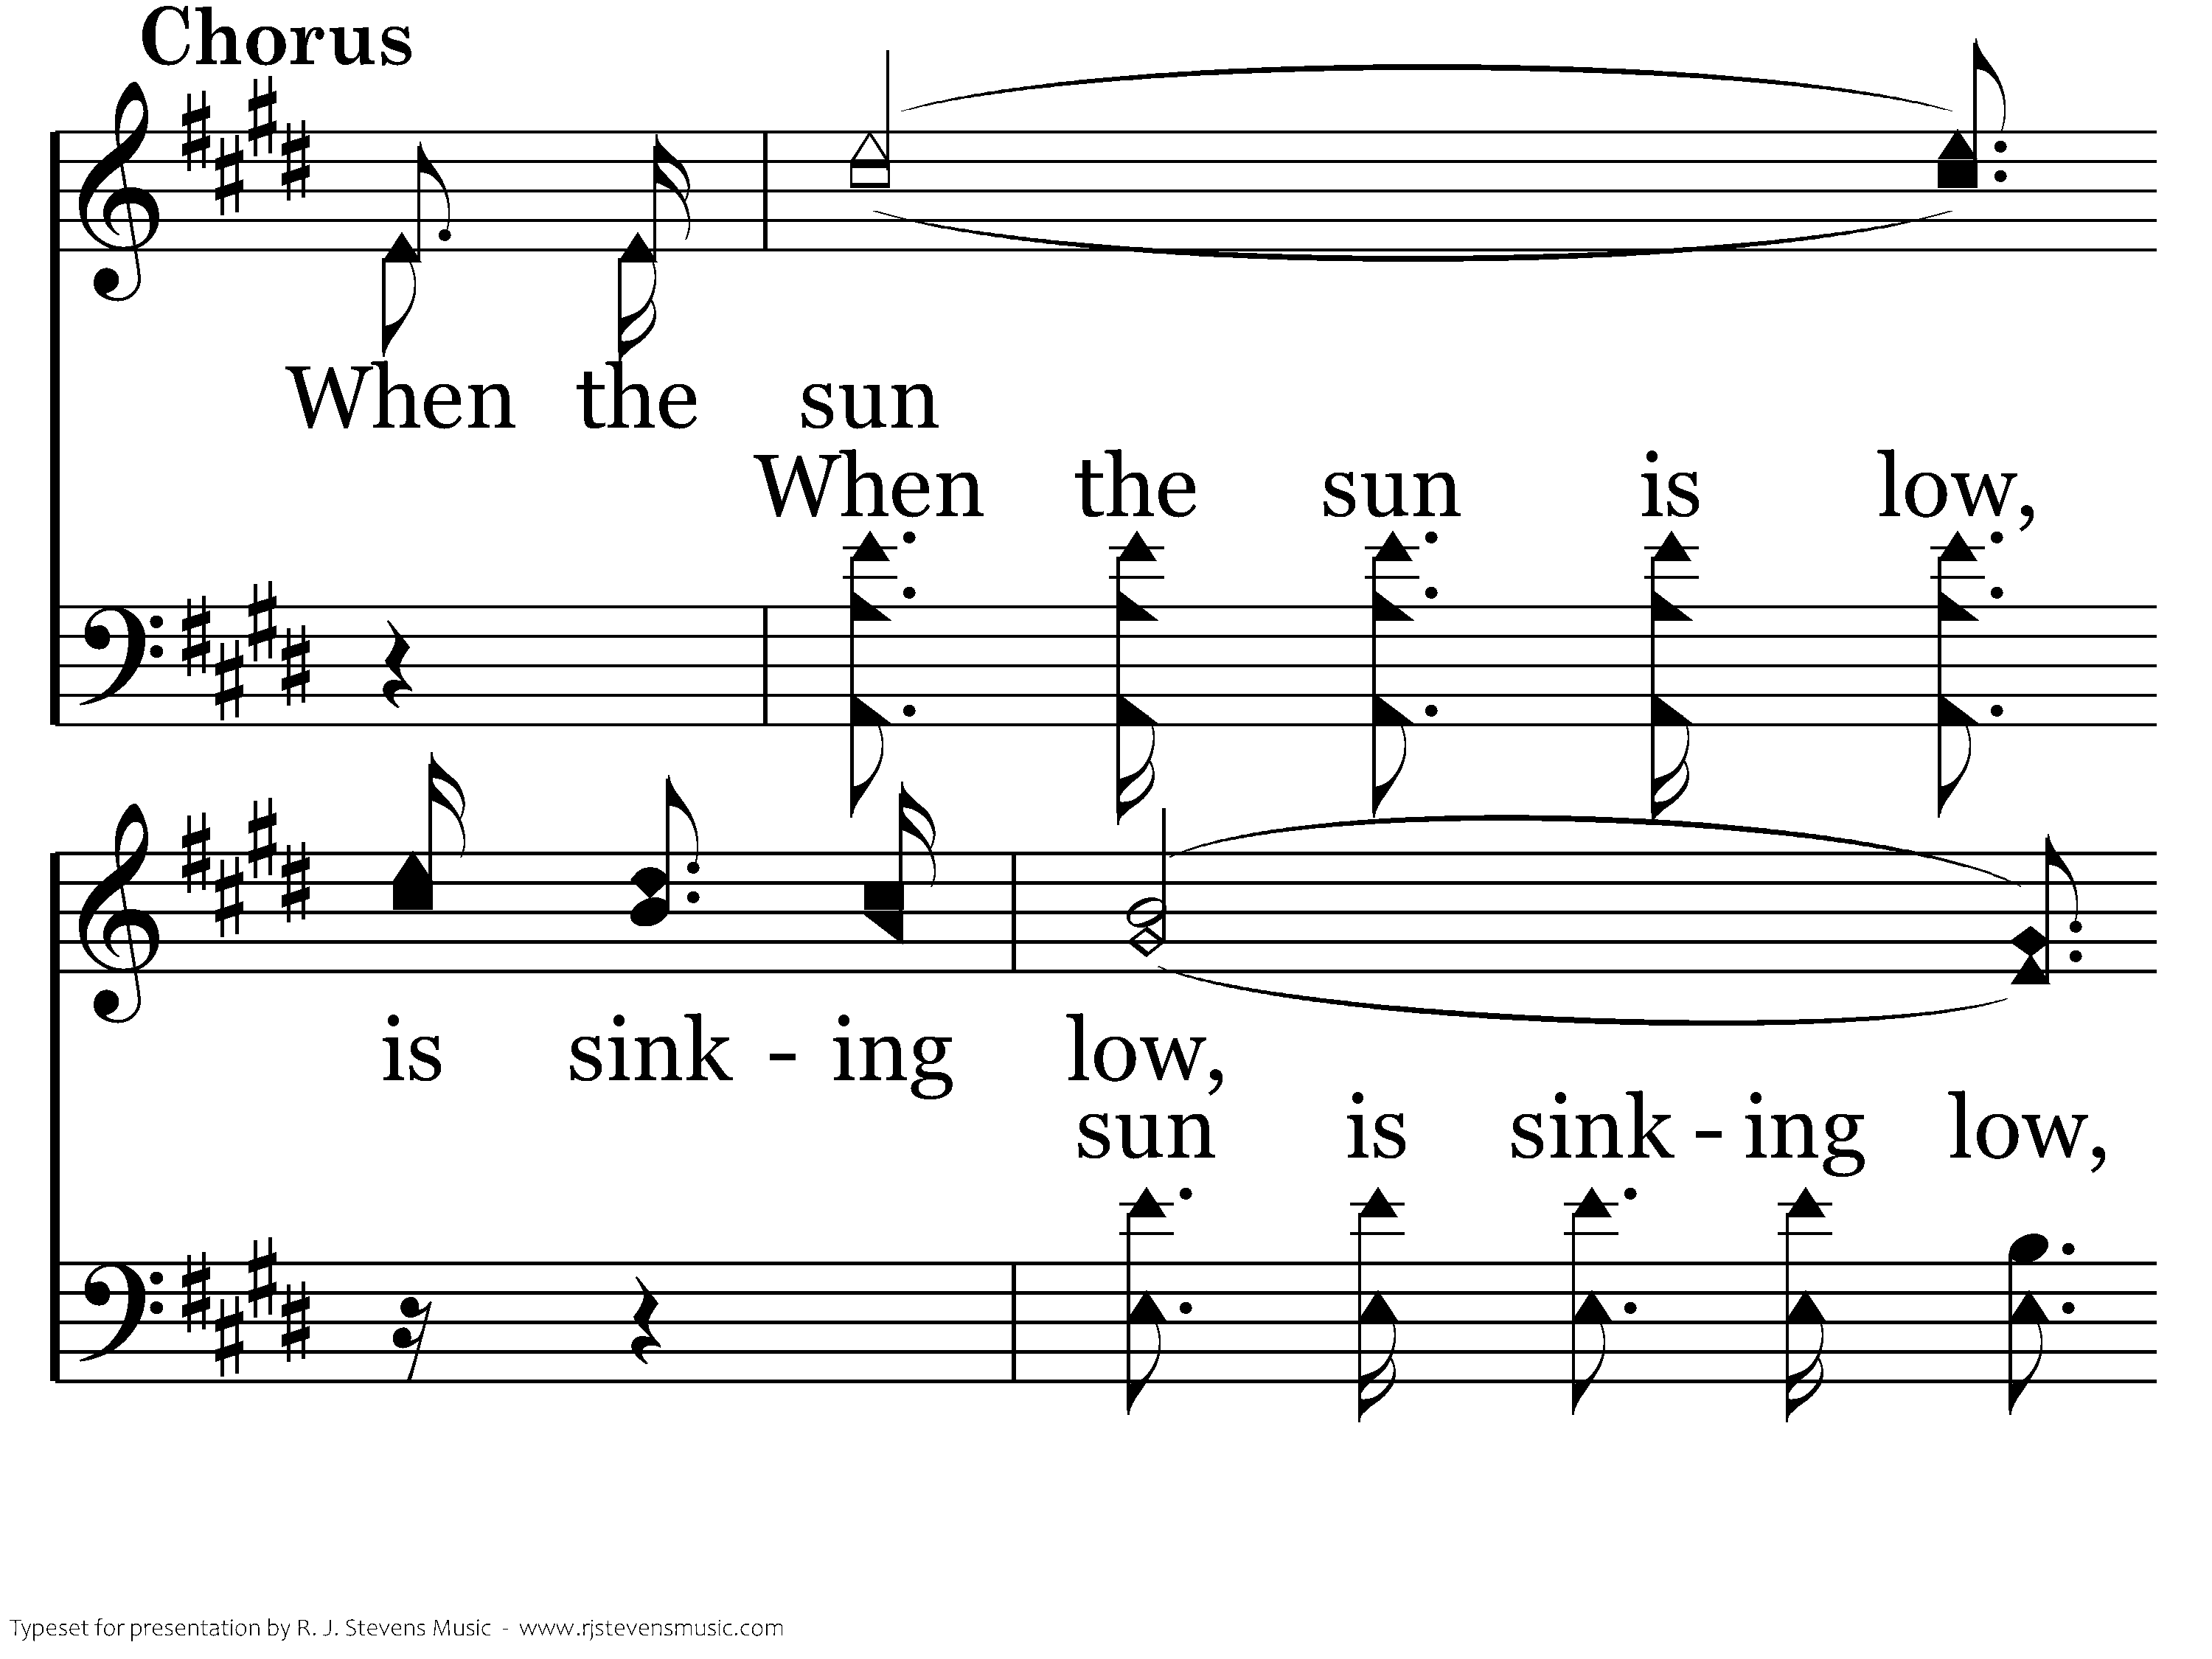 Chorus
When the sun
When the sun is low,
is sink - ing low,
sun is sink - ing low,
Typeset for presentation by R. J. Stevens Music - www.rjstevensmusic.com